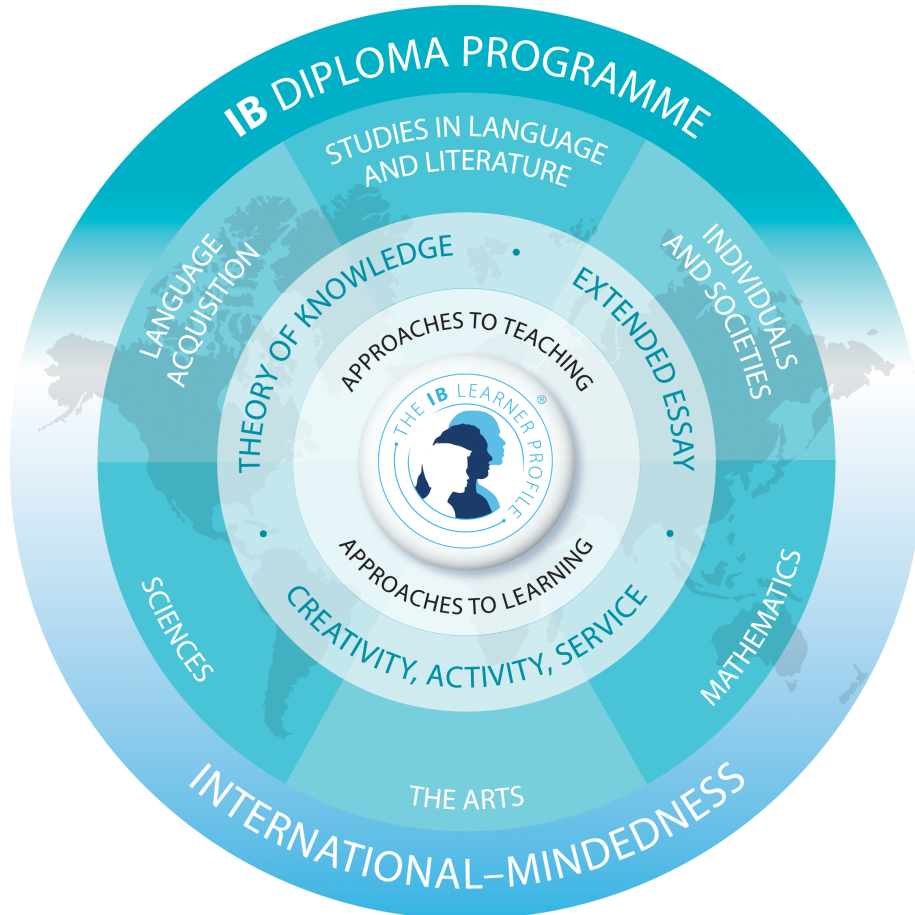 IB DIPLOMA PROGRAMME
STUDIES IN LANGUAGE
AND LITERATURE
LANGUAGE
ACQUISITION
INDIVIDUALS
AND SOCIETIES
THEORY OF KNOWLEDGE
•
EXTENDED ESSAY
•
APPROACHES TO TEACHING
THE IB LEARNER PROFILE
®
APPROACHES TO LEARNING
•
CREATIVITY, ACTIVITY, SERVICE
SCIENCES
MATHEMATICS
THE ARTS
INTERNATIONAL–MINDEDNESS